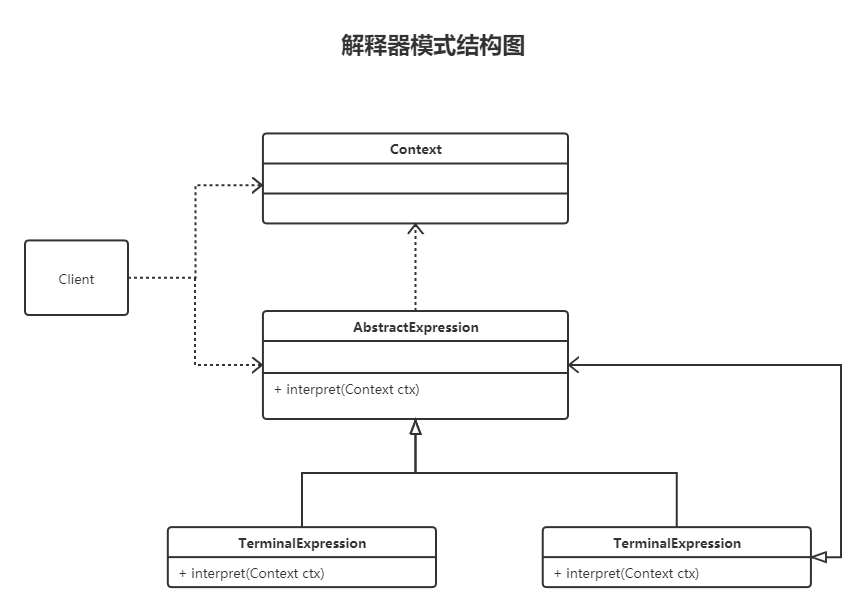 解释器模式结构图
Context
Client
AbstractExpression
+ interpret(Context ctx)
TerminalExpression
+ interpret(Context ctx)
TerminalExpression
+ interpret(Context ctx)